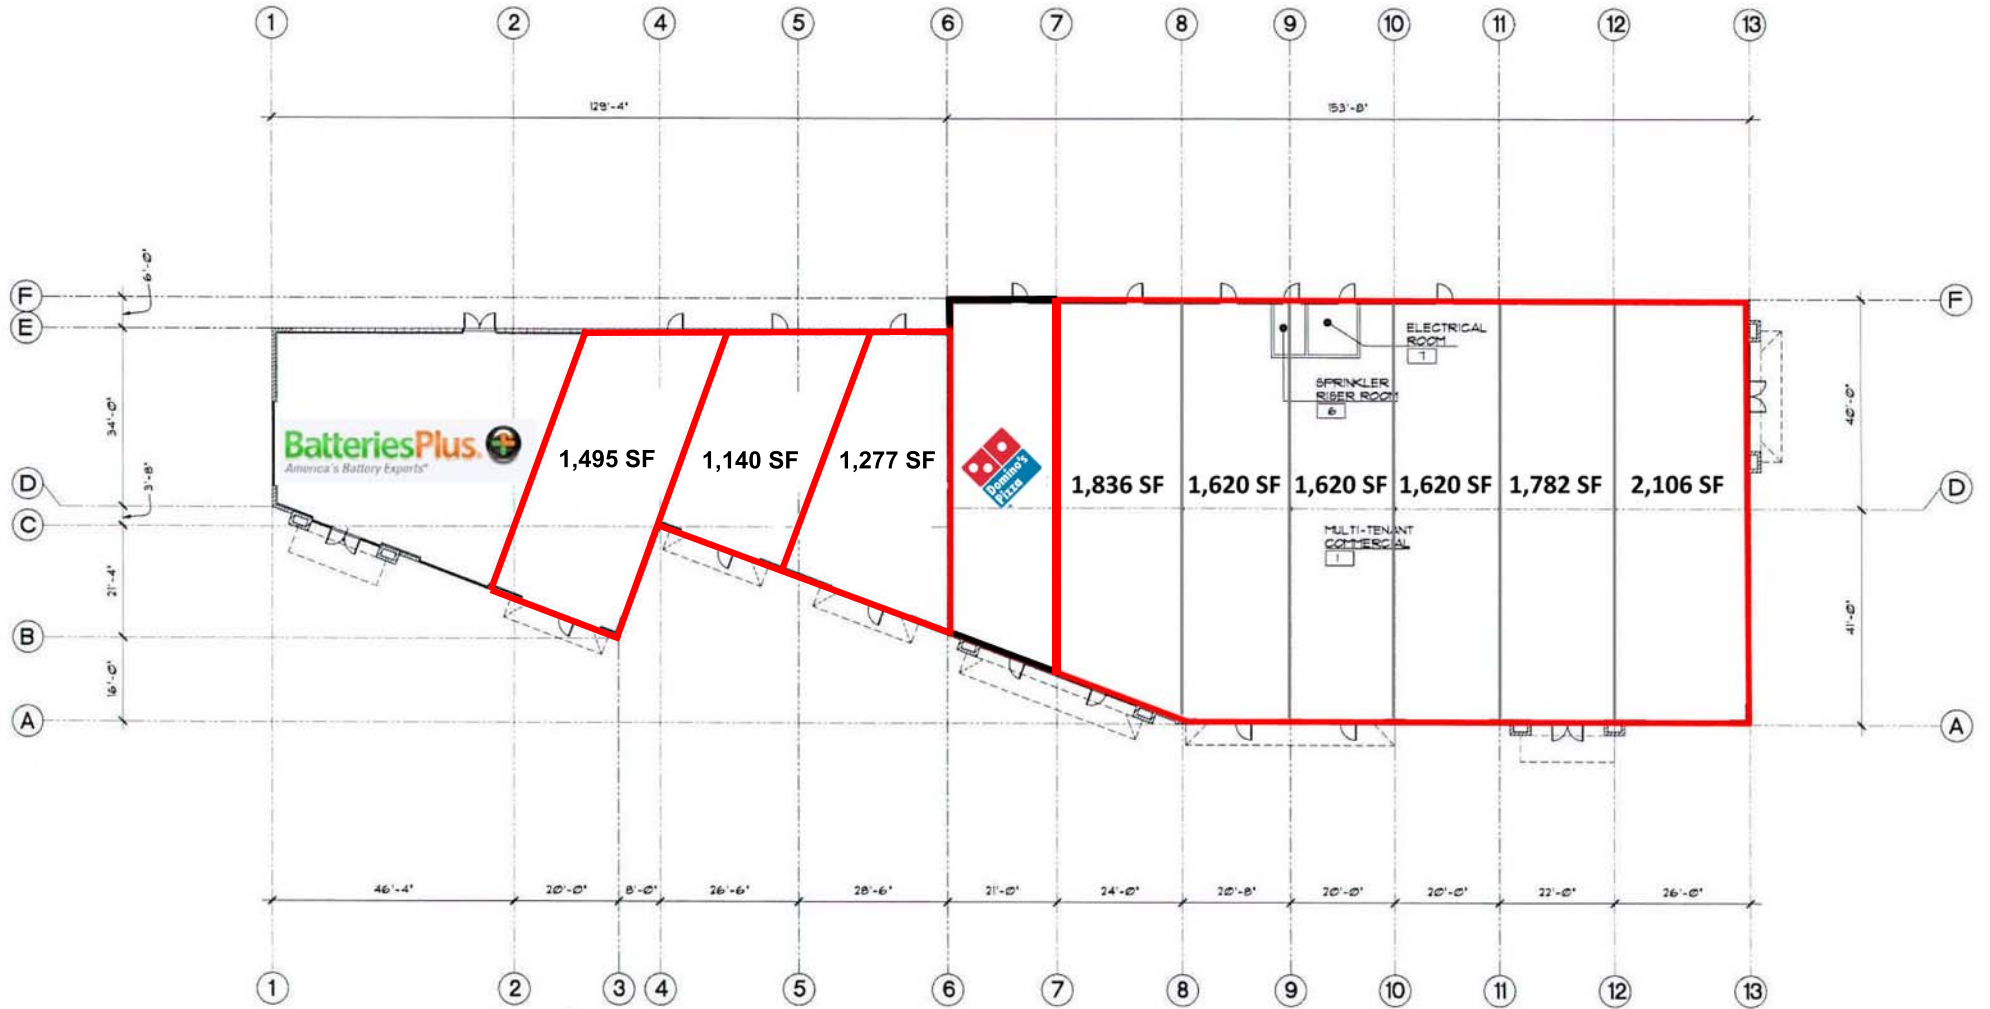 1 2 4 5 6 7 8 9 10 11 12 13
129'-4" 153'-8"
6'-0"
F F
E
ELECTRICAL
ROOM
7
SPRINKLER
RISER ROOM
6
34'-0" 40'-0"
BatteriesPlus.
America's Battery Experts
1,495 SF 1,140 SF 1,277 SF
Domino's
Pizza
1,836 SF 1,620 SF 1,620 SF 1,620 SF 1,782 SF 2,106 SF
3'-8"
D D
C
MULTI-TENANT
COMMERCIAL
1
21'-4" 41'-0"
B
16'-0"
A A
46'-4" 20'-0" 8'-0" 26'-6" 28'-6" 21'-0" 24'-0" 20'-8" 20'-0" 20'-0" 22'-0" 26'-0"
1 2 3 4 5 6 7 8 9 10 11 12 13